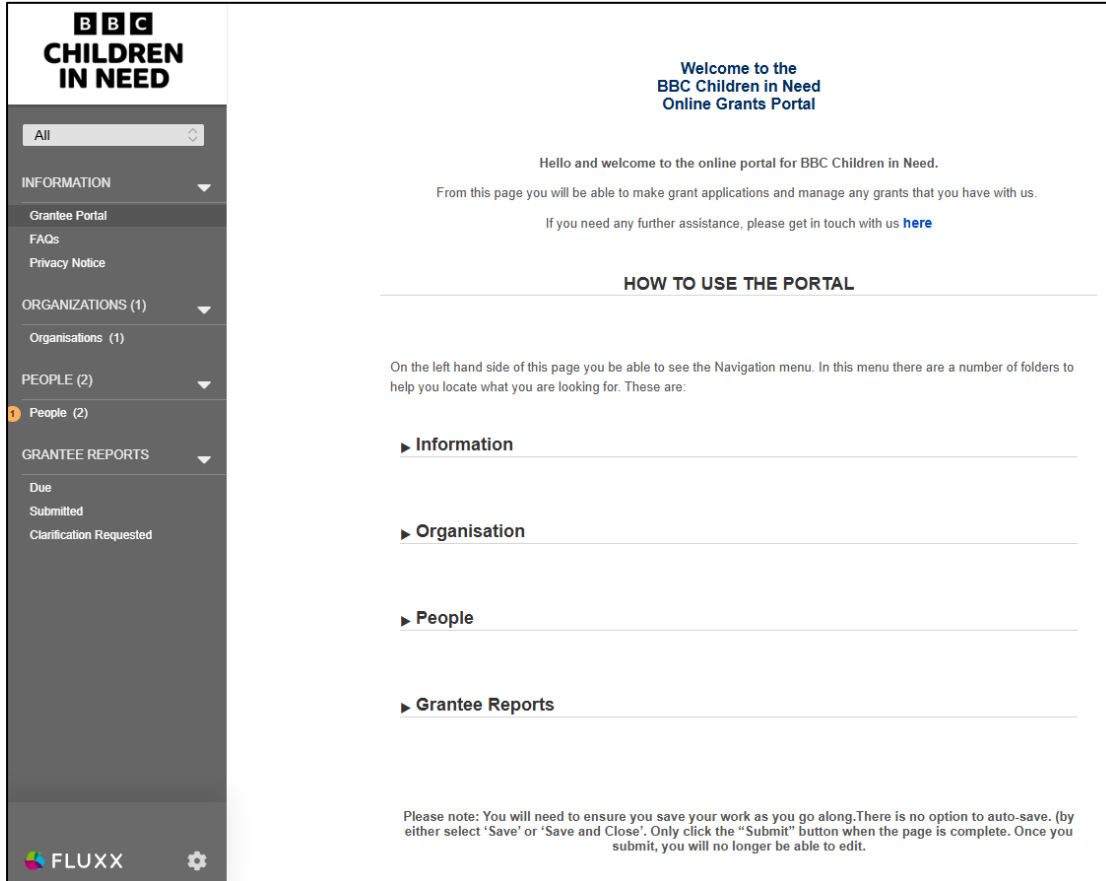 BBC
CHILDREN
IN NEED
All
INFORMATION
Grantee Portal
FAQs
Privacy Notice
ORGANIZATIONS (1)
Organisations (1)
PEOPLE (2)
1 People (2)
GRANTEE REPORTS
Due
Submitted
Clarification Requested
FLUXX
Welcome to the
BBC Children in Need
Online Grants Portal
Hello and welcome to the online portal for BBC Children in Need.
From this page you will be able to make grant applications and manage any grants that you have with us.
If you need any further assistance, please get in touch with us here
HOW TO USE THE PORTAL
On the left hand side of this page you be able to see the Navigation menu. In this menu there are a number of folders to
help you locate what you are looking for. These are:
Information
Organisation
People
Grantee Reports
Please note: You will need to ensure you save your work as you go along.There is no option to auto-save. (by
either select ‘Save’ or ‘Save and Close’. Only click the “Submit” button when the page is complete. Once you
submit, you will no longer be able to edit.